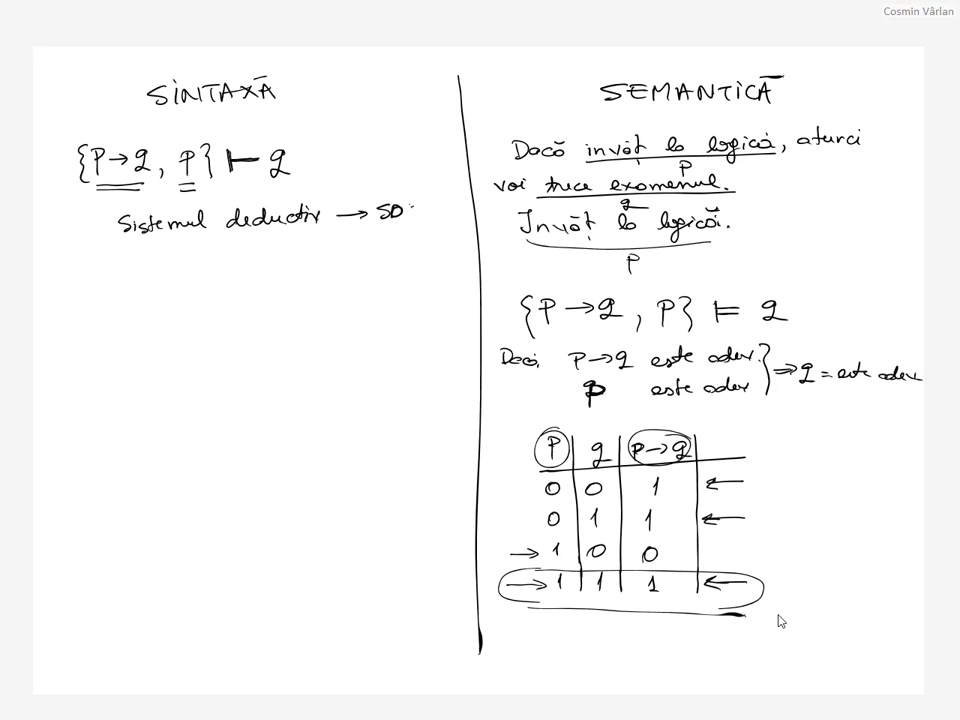 Cosmin Vârlan
SINTAXĂ
{p→q, p} ⊢ q
Sistemul deductiv → SD
SEMANTICĂ
Dacă învăț la logică, atunci
p
voi trece examenul.
q
Învăț la logică.
p
{p→q, p} ⊨ q
Deci, p→q este adev. } ⇒ q = este adev
p este adev
p q p→q
0 0 1 ←
0 1 1 ←
→ 1 0 0
→ 1 1 1 ←